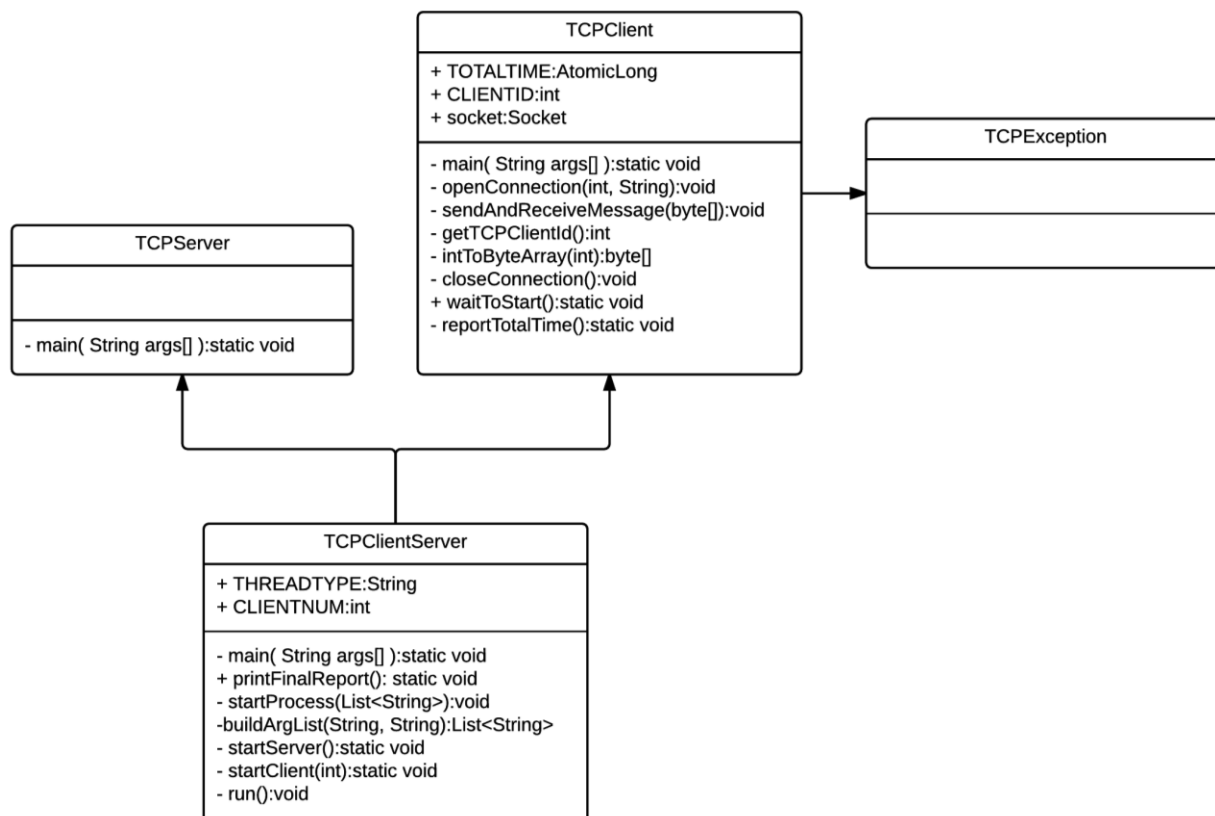 TCPClient
+ TOTALTIME:AtomicLong
+ CLIENTID:int
+ socket:Socket
- main( String args[] ):static void
- openConnection(int, String):void
- sendAndReceiveMessage(byte[]):void
- getTCPClientId():int
- intToByteArray(int):byte[]
- closeConnection():void
+ waitToStart():static void
- reportTotalTime():static void
TCPException
TCPServer
- main( String args[] ):static void
TCPClientServer
+ THREADTYPE:String
+ CLIENTNUM:int
- main( String args[] ):static void
+ printFinalReport(): static void
- startProcess(List<String>):void
-buildArgList(String, String):List<String>
- startServer():static void
- startClient(int):static void
- run():void